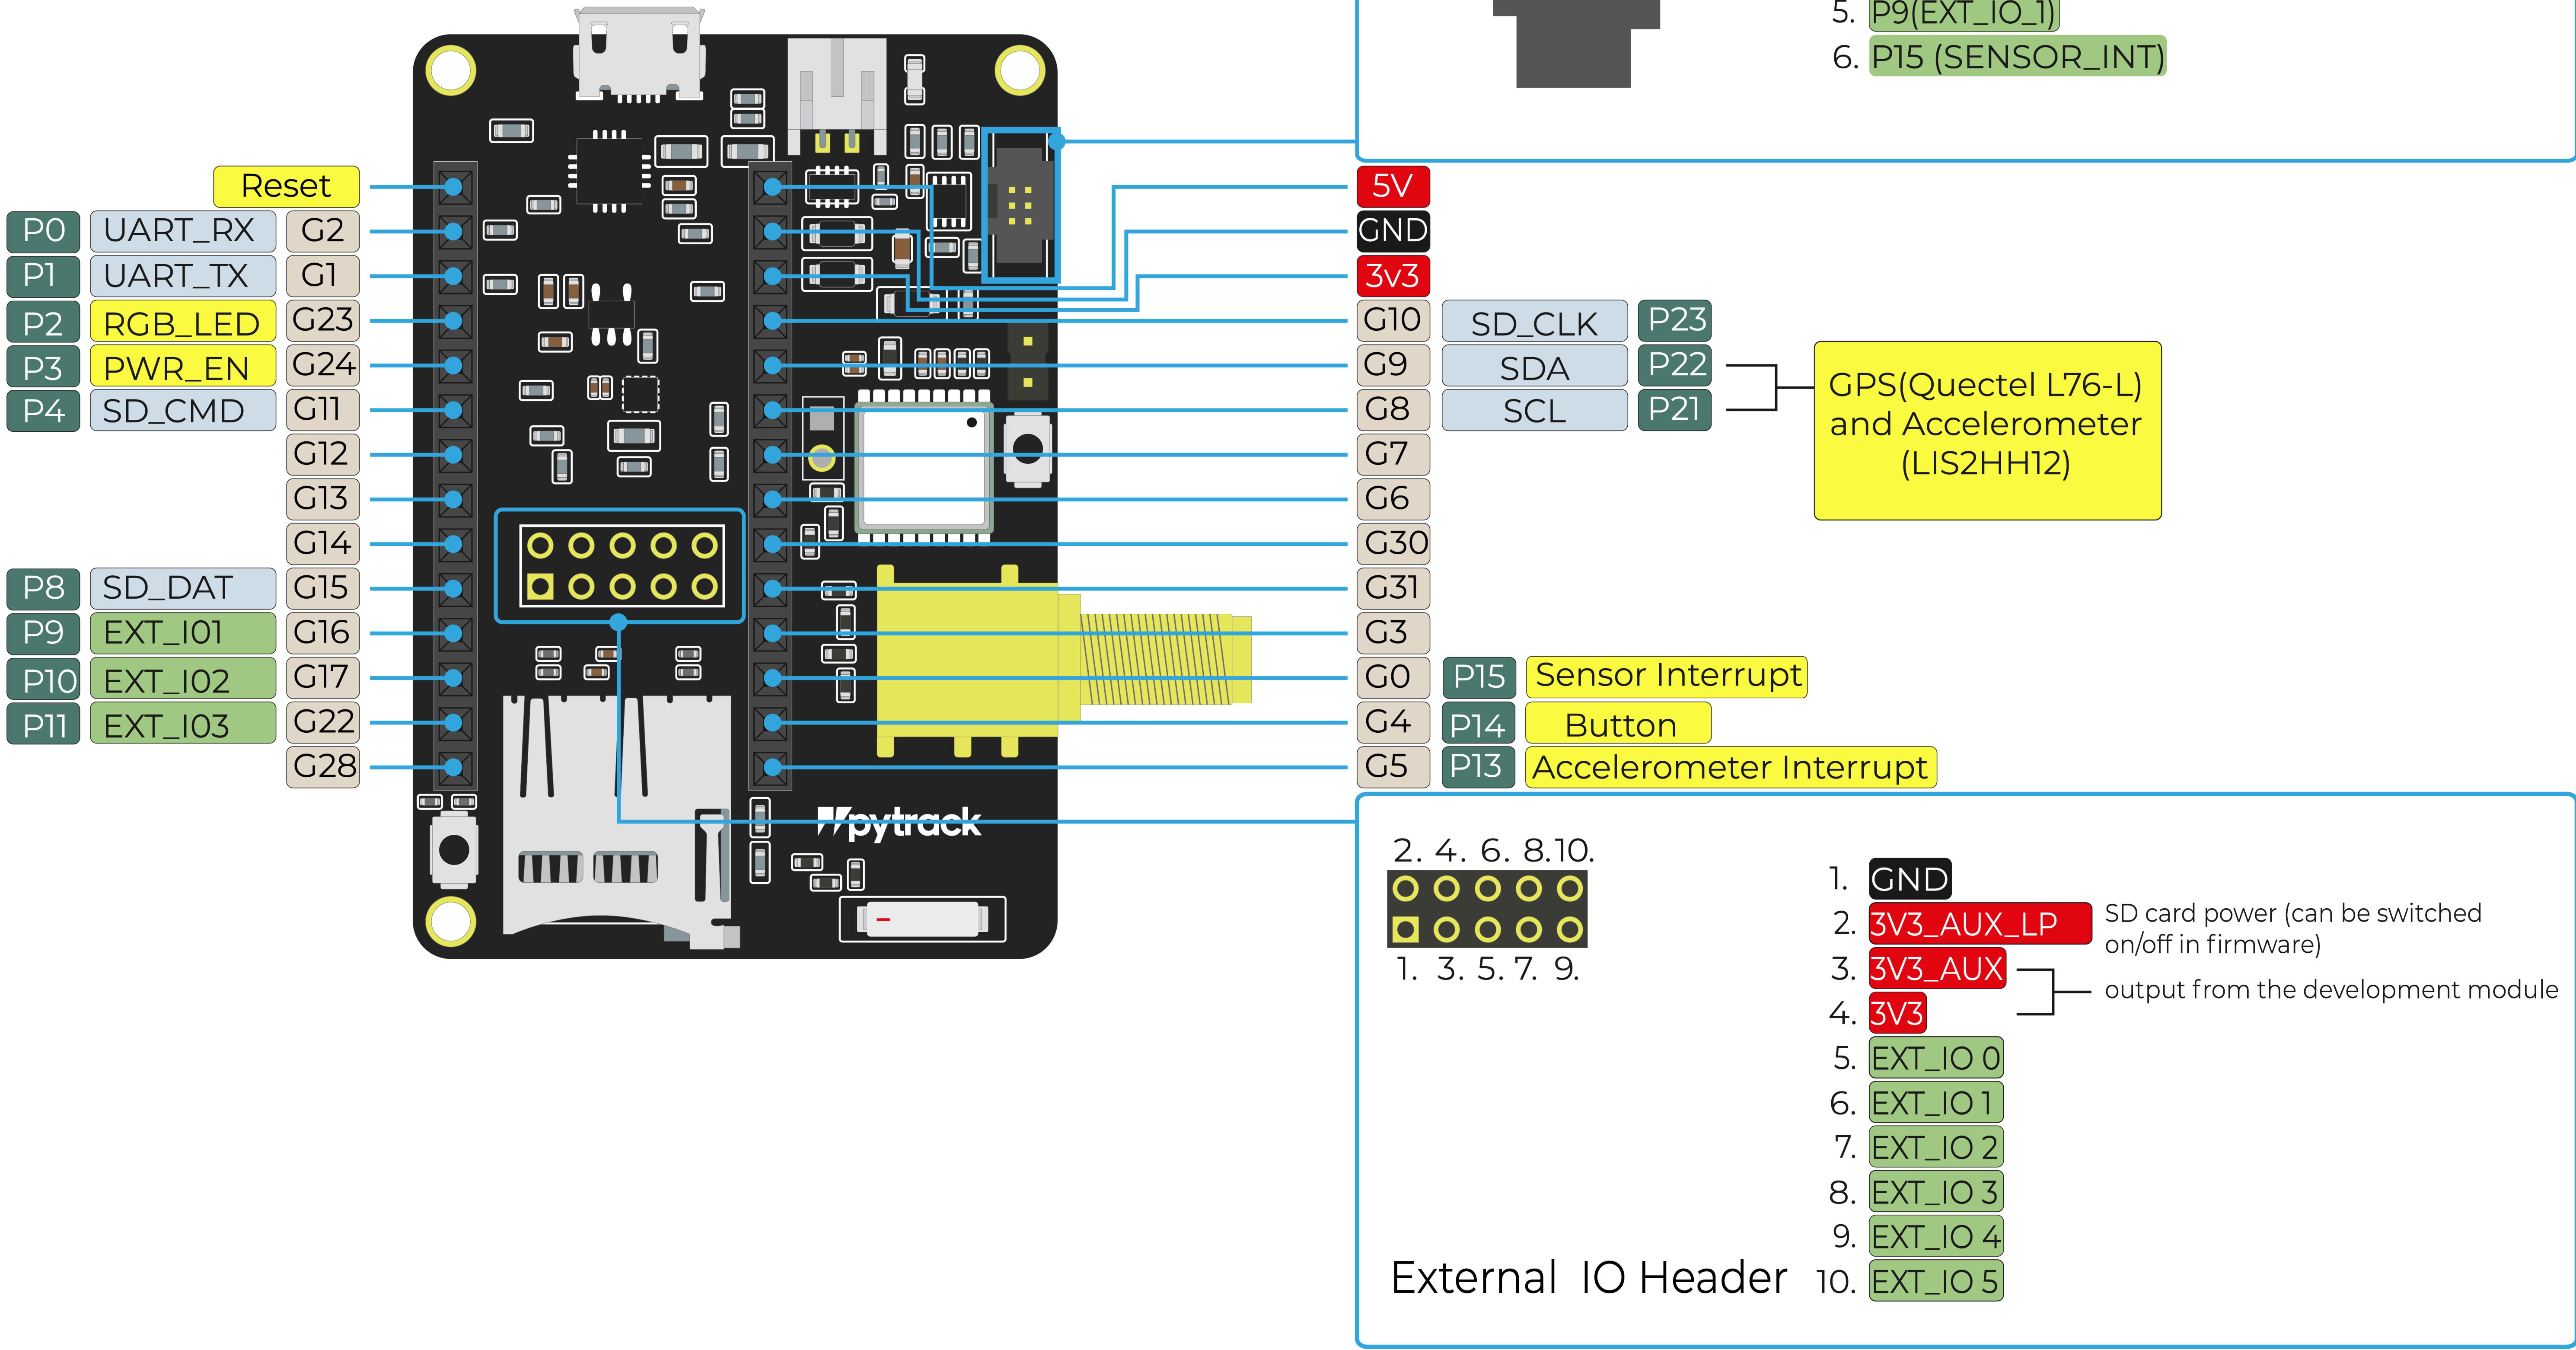 5. P9(EXT_IO_1)
6. P15 (SENSOR_INT)
Reset
P0 UART_RX G2
P1 UART_TX G1
P2 RGB_LED G23
P3 PWR_EN G24
P4 SD_CMD G11
G12
G13
G14
P8 SD_DAT G15
P9 EXT_I01 G16
P10 EXT_I02 G17
P11 EXT_I03 G22
G28
5V
GND
3v3
G10 SD_CLK P23
G9 SDA P22
G8 SCL P21
G7
G6
G30
G31
G3
G0 P15 Sensor Interrupt
G4 P14 Button
G5 P13 Accelerometer Interrupt
GPS(Quectel L76-L)
and Accelerometer
(LIS2HH12)
pytrack
2. 4. 6. 8. 10.
1. 3. 5. 7. 9.
External IO Header
1. GND
2. 3V3_AUX_LP
SD card power (can be switched
on/off in firmware)
3. 3V3_AUX
4. 3V3
output from the development module
5. EXT_IO 0
6. EXT_IO 1
7. EXT_IO 2
8. EXT_IO 3
9. EXT_IO 4
10. EXT_IO 5